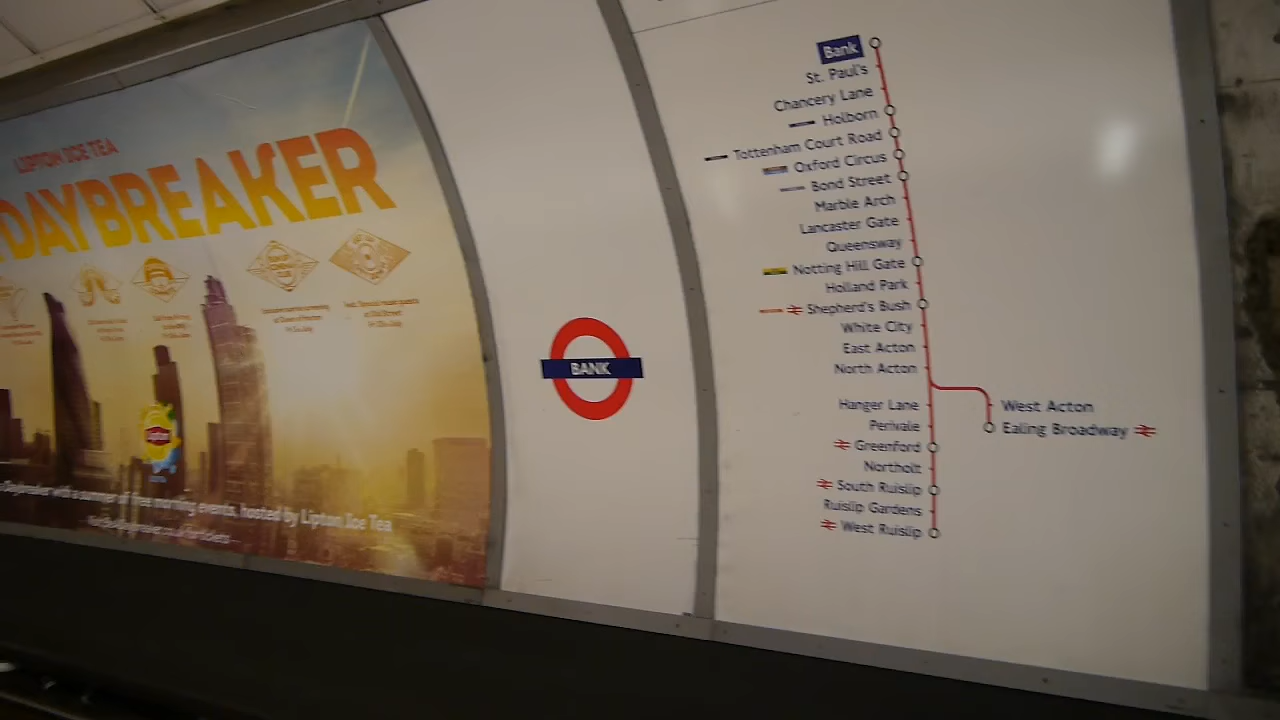 LIPTON ICE TEA
DAYBREAKER
Lipton
with a summer of free morning events, hosted by Lipton Ice Tea
BANK
Bank
St. Paul's
Chancery Lane
Holborn
Tottenham Court Road
Oxford Circus
Bond Street
Marble Arch
Lancaster Gate
Queensway
Notting Hill Gate
Holland Park
Shepherd's Bush
White City
East Acton
North Acton
Hanger Lane
Perivale
Greenford
Northolt
South Ruislip
Ruislip Gardens
West Ruislip
West Acton
Ealing Broadway